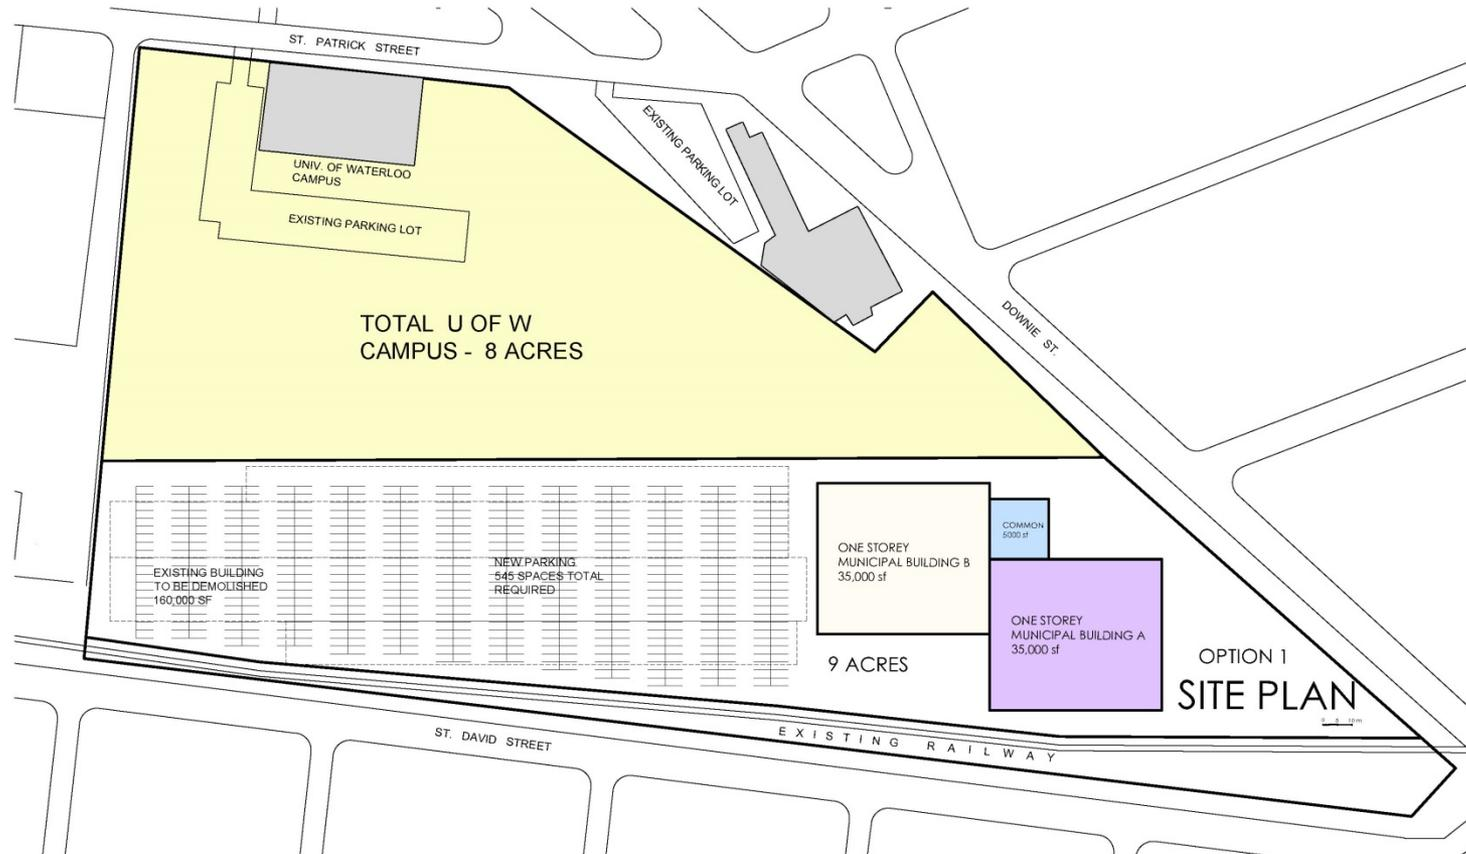 ST. PATRICK STREET
EXISTING PARKING LOT
UNIV. OF WATERLOO
CAMPUS
EXISTING PARKING LOT
TOTAL U OF W
CAMPUS - 8 ACRES
DOWNIE ST.
COMMON
5000 sf
ONE STOREY
MUNICIPAL BUILDING B
35,000 sf
EXISTING BUILDING
TO BE DEMOLISHED
160,000 SF
NEW PARKING
545 SPACES TOTAL
REQUIRED
ONE STOREY
MUNICIPAL BUILDING A
35,000 sf
9 ACRES
OPTION 1
SITE PLAN
0 5 10m
ST. DAVID STREET
EXISTING RAILWAY